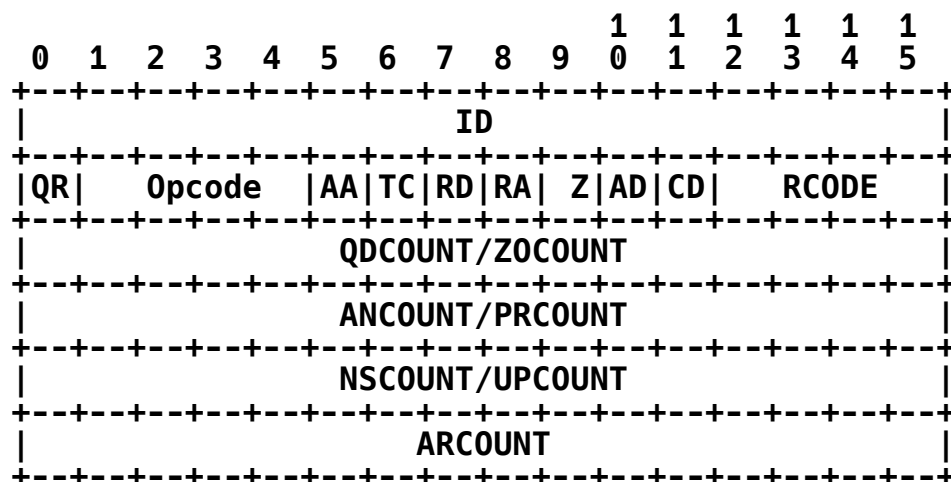 1  1  1  1  1  1
  0  1  2  3  4  5  6  7  8  9  0  1  2  3  4  5
+--+--+--+--+--+--+--+--+--+--+--+--+--+--+--+--+
|                      ID                       |
+--+--+--+--+--+--+--+--+--+--+--+--+--+--+--+--+
|QR|   Opcode  |AA|TC|RD|RA| Z|AD|CD|   RCODE   |
+--+--+--+--+--+--+--+--+--+--+--+--+--+--+--+--+
|                QDCOUNT/ZOCOUNT                |
+--+--+--+--+--+--+--+--+--+--+--+--+--+--+--+--+
|                ANCOUNT/PRCOUNT                |
+--+--+--+--+--+--+--+--+--+--+--+--+--+--+--+--+
|                NSCOUNT/UPCOUNT                |
+--+--+--+--+--+--+--+--+--+--+--+--+--+--+--+--+
|                    ARCOUNT                    |
+--+--+--+--+--+--+--+--+--+--+--+--+--+--+--+--+